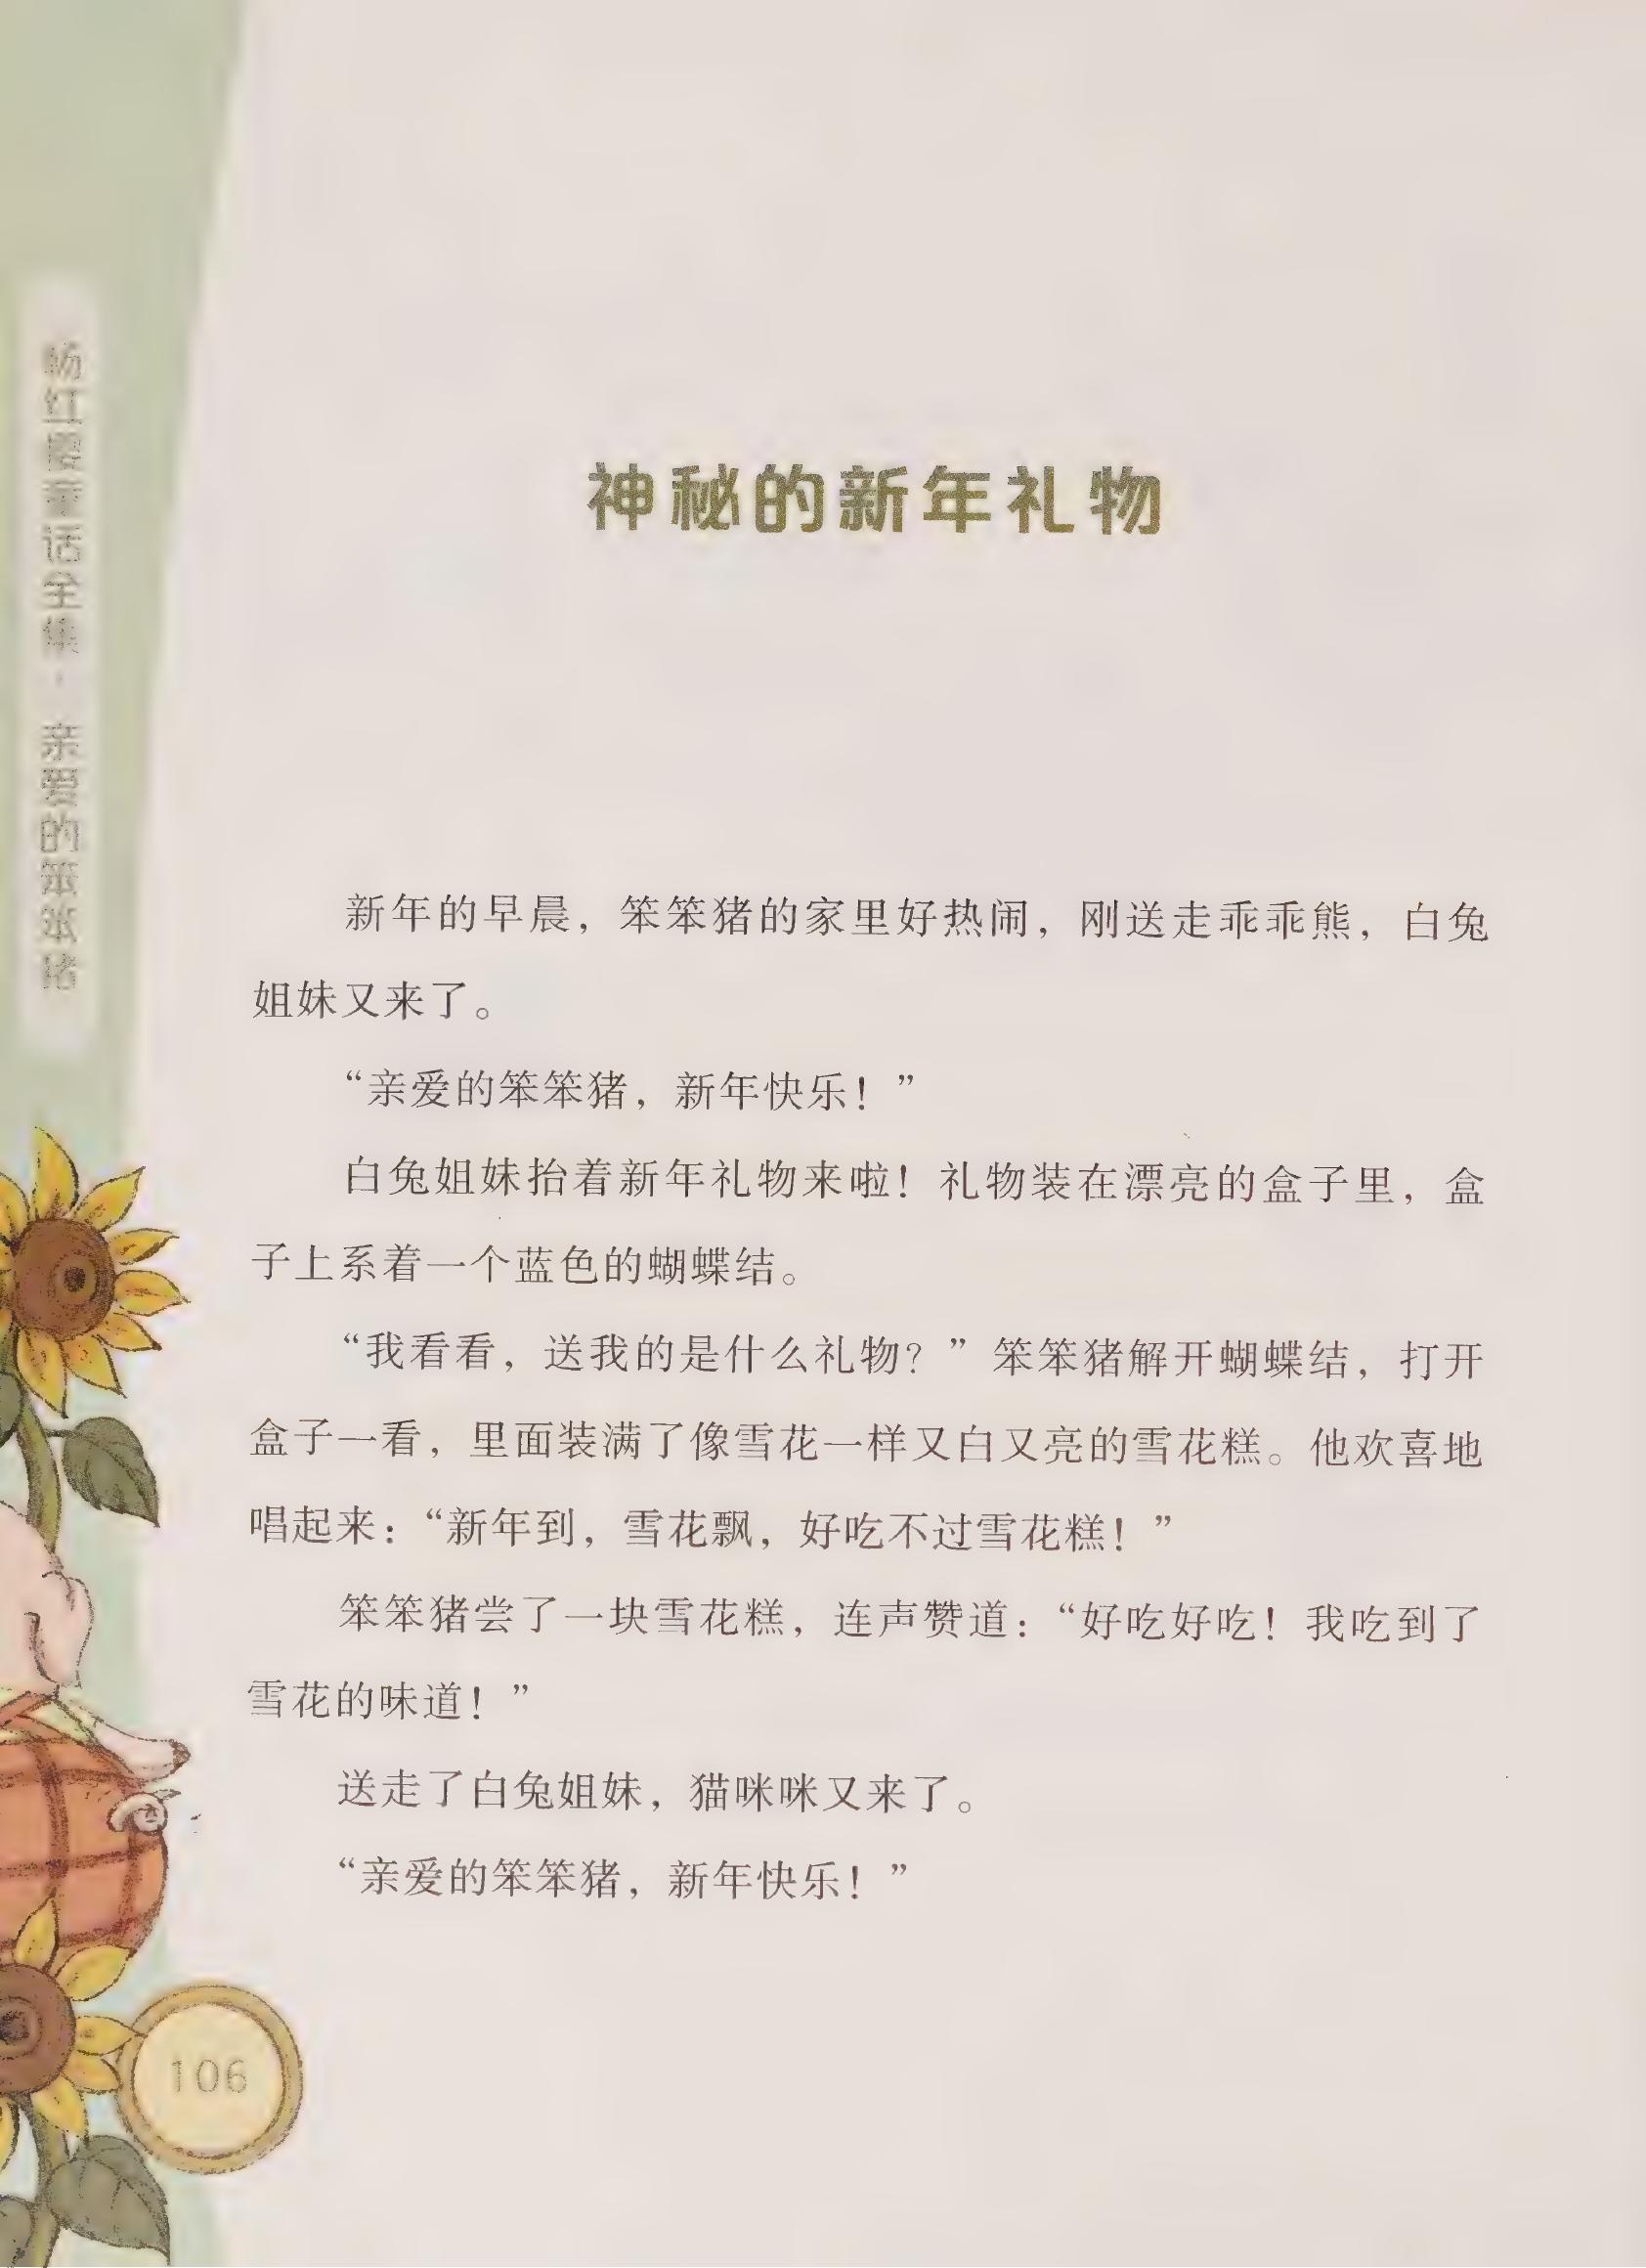 杨红樱童话全集·亲爱的笨笨猪
神秘的新年礼物
新年的早晨，笨笨猪的家里好热闹，刚送走乖乖熊，白兔
姐妹又来了。
“亲爱的笨笨猪，新年快乐！”
白兔姐妹抬着新年礼物来啦！礼物装在漂亮的盒子里，盒
子上系着一个蓝色的蝴蝶结。
“我看看，送我的是什么礼物？”笨笨猪解开蝴蝶结，打开
盒子一看，里面装满了像雪花一样又白又亮的雪花糕。他欢喜地
唱起来：“新年到，雪花飘，好吃不过雪花糕！”
笨笨猪尝了一块雪花糕，连声赞道：“好吃好吃！我吃到了
雪花的味道！”
送走了白兔姐妹，猫咪咪又来了。
“亲爱的笨笨猪，新年快乐！”
106